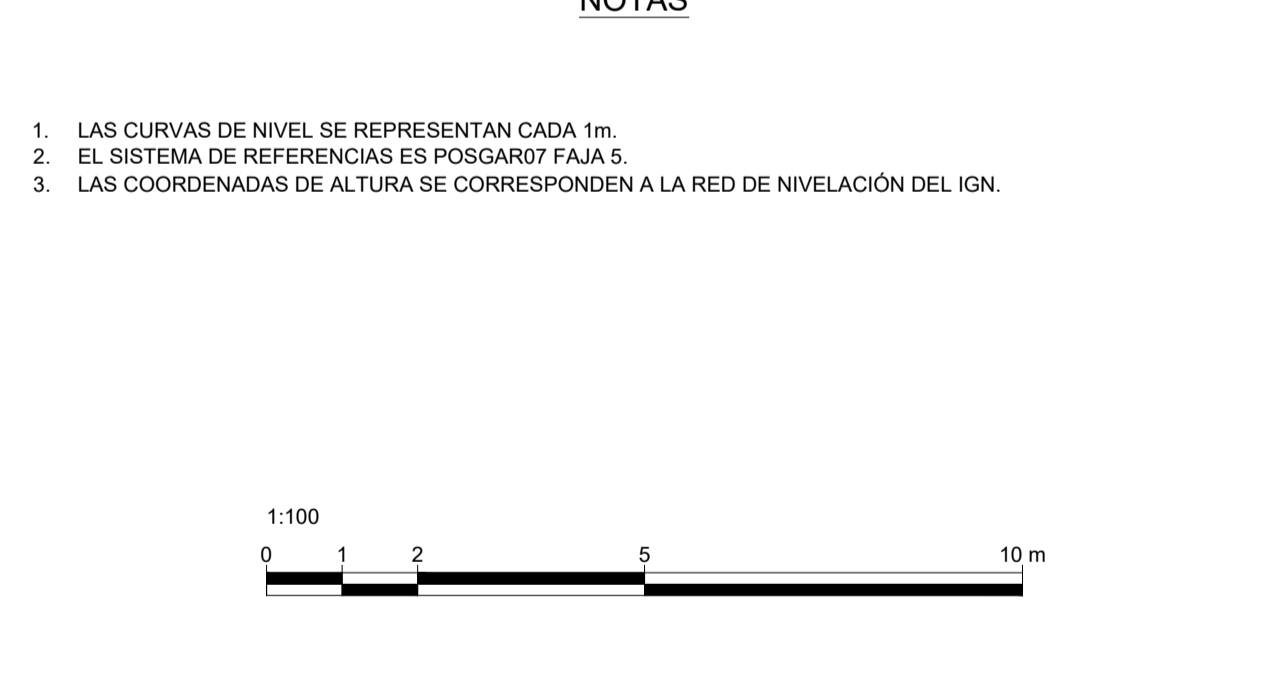 NOTAS
1. LAS CURVAS DE NIVEL SE REPRESENTAN CADA 1m.
2. EL SISTEMA DE REFERENCIAS ES POSGAR07 FAJA 5.
3. LAS COORDENADAS DE ALTURA SE CORRESPONDEN A LA RED DE NIVELACIÓN DEL IGN.
1:100
0 1 2 5 10 m